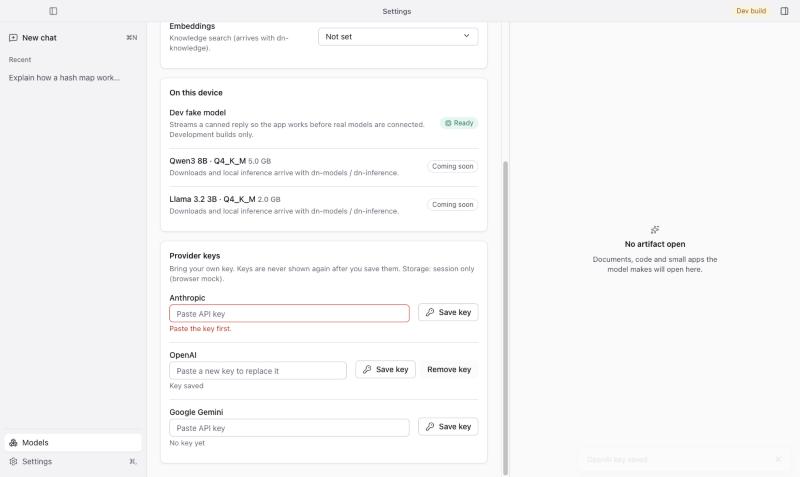 Settings
Dev build
New chat
⌘N
Recent
Explain how a hash map work...
Models
Settings
⌘,
Embeddings
Knowledge search (arrives with dn-
knowledge).
Not set
On this device
Dev fake model
Streams a canned reply so the app works before real models are connected.
Development builds only.
Ready
Qwen3 8B · Q4_K_M 5.0 GB
Downloads and local inference arrive with dn-models / dn-inference.
Coming soon
Llama 3.2 3B · Q4_K_M 2.0 GB
Downloads and local inference arrive with dn-models / dn-inference.
Coming soon
Provider keys
Bring your own key. Keys are never shown again after you save them. Storage: session only
(browser mock).
Anthropic
Paste API key
Save key
Paste the key first.
OpenAI
Paste a new key to replace it
Save key
Remove key
Key saved
Google Gemini
Paste API key
Save key
No key yet
No artifact open
Documents, code and small apps the
model makes will open here.
OpenAI key saved